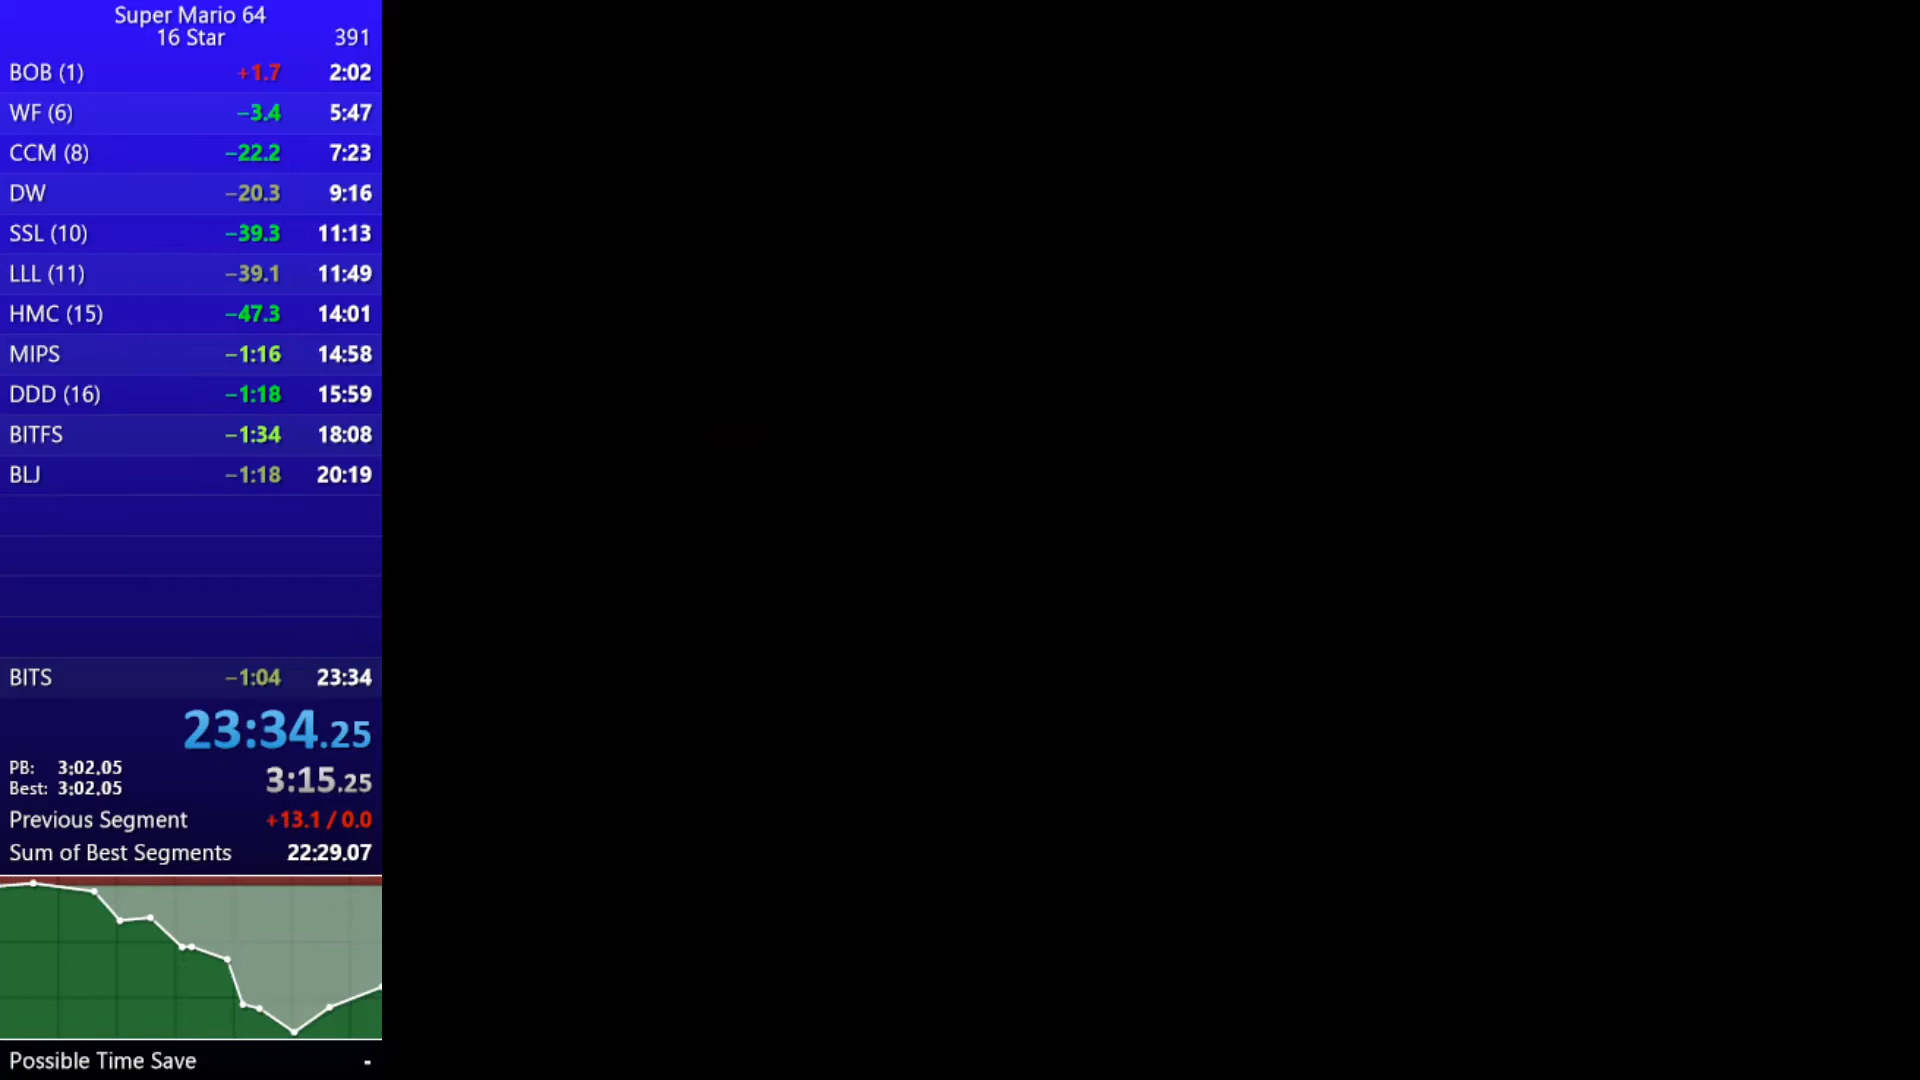 Super Mario 64
16 Star 391
BOB (1) +1.7 2:02
WF (6) −3.4 5:47
CCM (8) −22.2 7:23
DW −20.3 9:16
SSL (10) −39.3 11:13
LLL (11) −39.1 11:49
HMC (15) −47.3 14:01
MIPS −1:16 14:58
DDD (16) −1:18 15:59
BITFS −1:34 18:08
BLJ −1:18 20:19
BITS −1:04 23:34
23:34.25
PB: 3:02.05
Best: 3:02.05 3:15.25
Previous Segment +13.1 / 0.0
Sum of Best Segments 22:29.07
Possible Time Save -